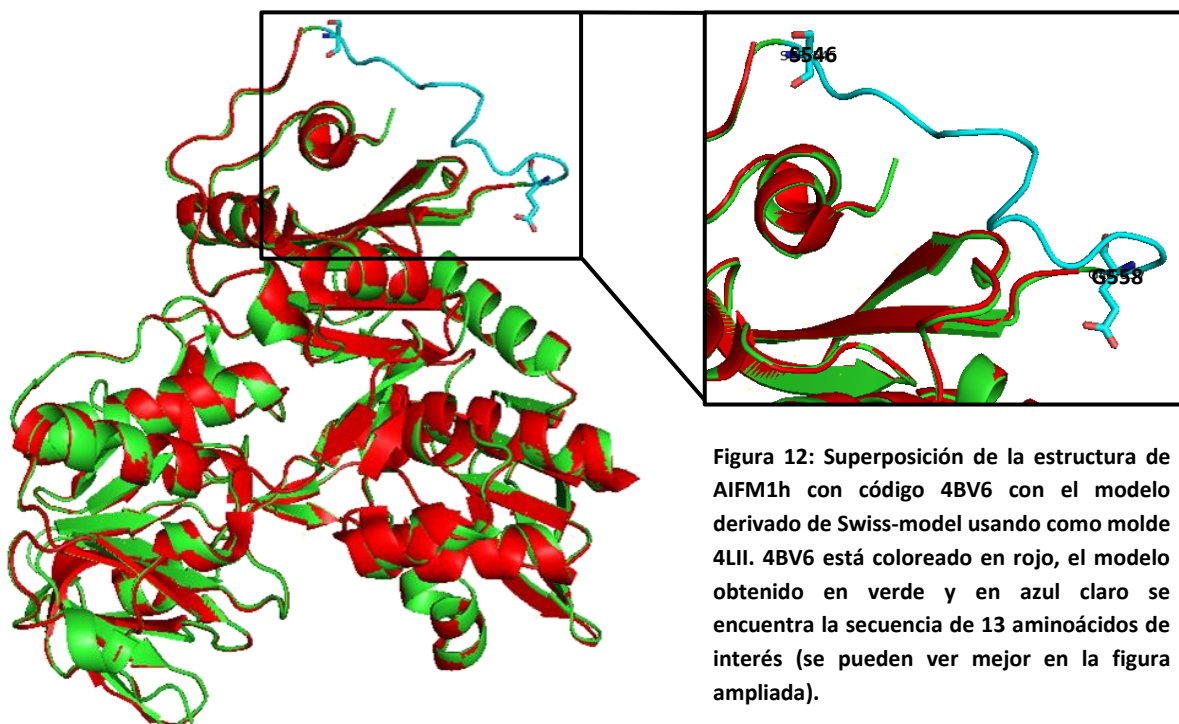 S546
G558
Figura 12: Superposición de la estructura de
AIFM1h con código 4BV6 con el modelo
derivado de Swiss-model usando como molde
4LII. 4BV6 está coloreado en rojo, el modelo
obtenido en verde y en azul claro se
encuentra la secuencia de 13 aminoácidos de
interés (se pueden ver mejor en la figura
ampliada).